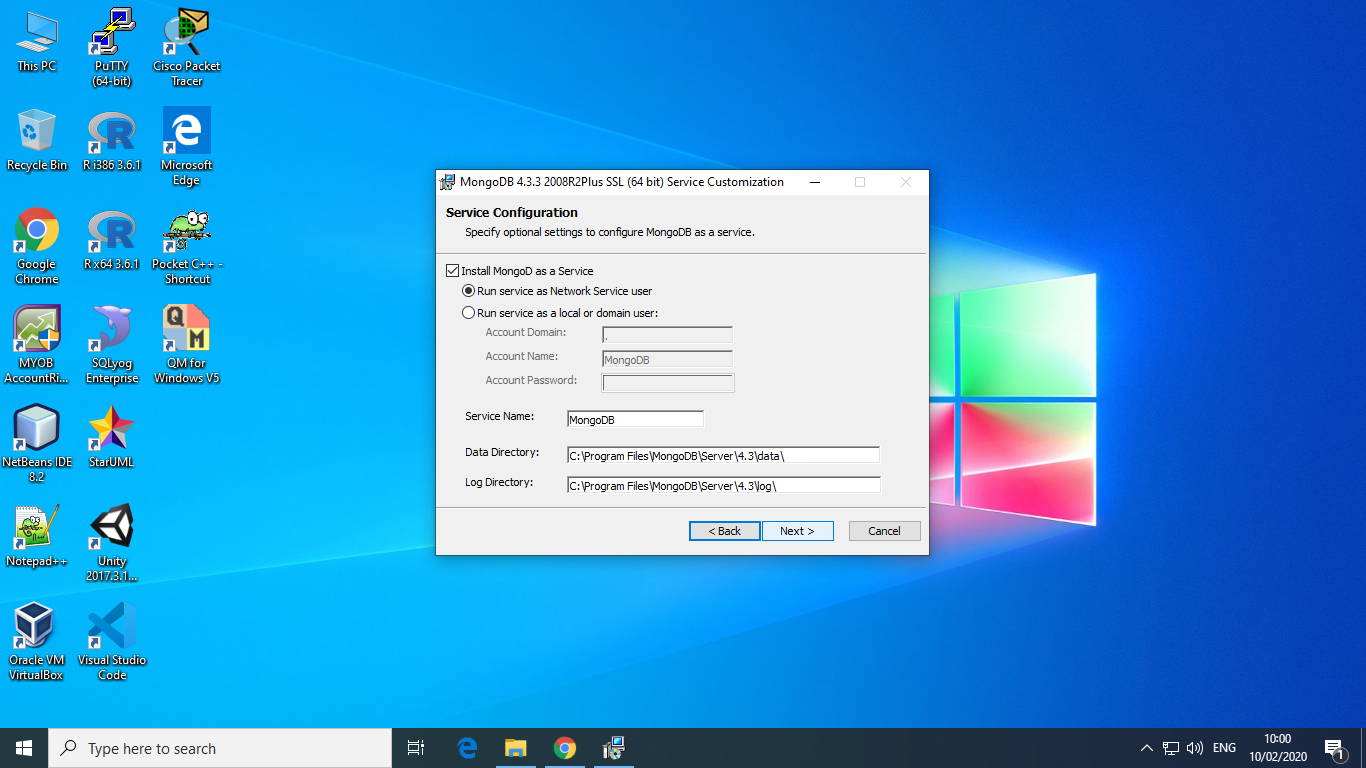 This PC
PuTTY
(64-bit)
Cisco Packet
Tracer
Recycle Bin
R i386 3.6.1
Microsoft
Edge
Google
Chrome
R x64 3.6.1
Pocket C++ -
Shortcut
MYOB
AccountRi...
SQLyog
Enterprise
QM for
Windows V5
NetBeans IDE
8.2
StarUML
Notepad++
Unity
2017.3.1...
Oracle VM
VirtualBox
Visual Studio
Code
MongoDB 4.3.3 2008R2Plus SSL (64 bit) Service Customization
Service Configuration
Specify optional settings to configure MongoDB as a service.
Install MongoD as a Service
Run service as Network Service user
Run service as a local or domain user:
Account Domain: .
Account Name: MongoDB
Account Password:
Service Name: MongoDB
Data Directory: C:\Program Files\MongoDB\Server\4.3\data\
Log Directory: C:\Program Files\MongoDB\Server\4.3\log\
< Back Next > Cancel
Type here to search
ENG
10:00
10/02/2020
1